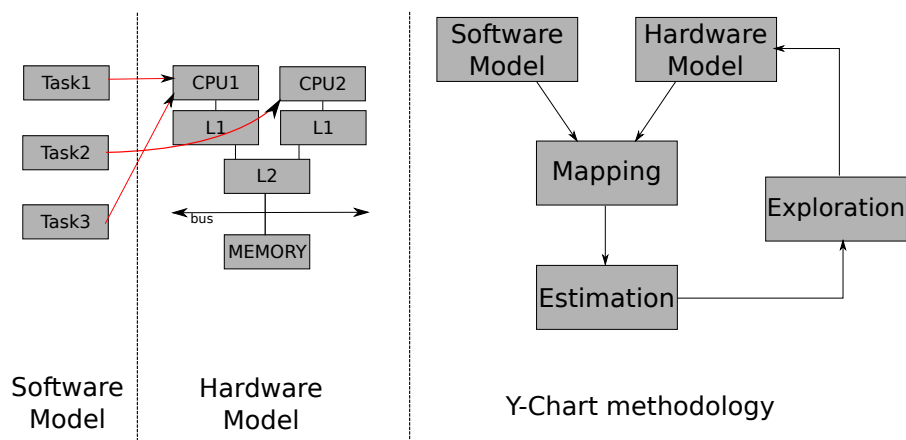 Task1
Task2
Task3
Software
Model
CPU1
CPU2
L1
L1
L2
bus
MEMORY
Hardware
Model
Software
Model
Hardware
Model
Mapping
Exploration
Estimation
Y-Chart methodology